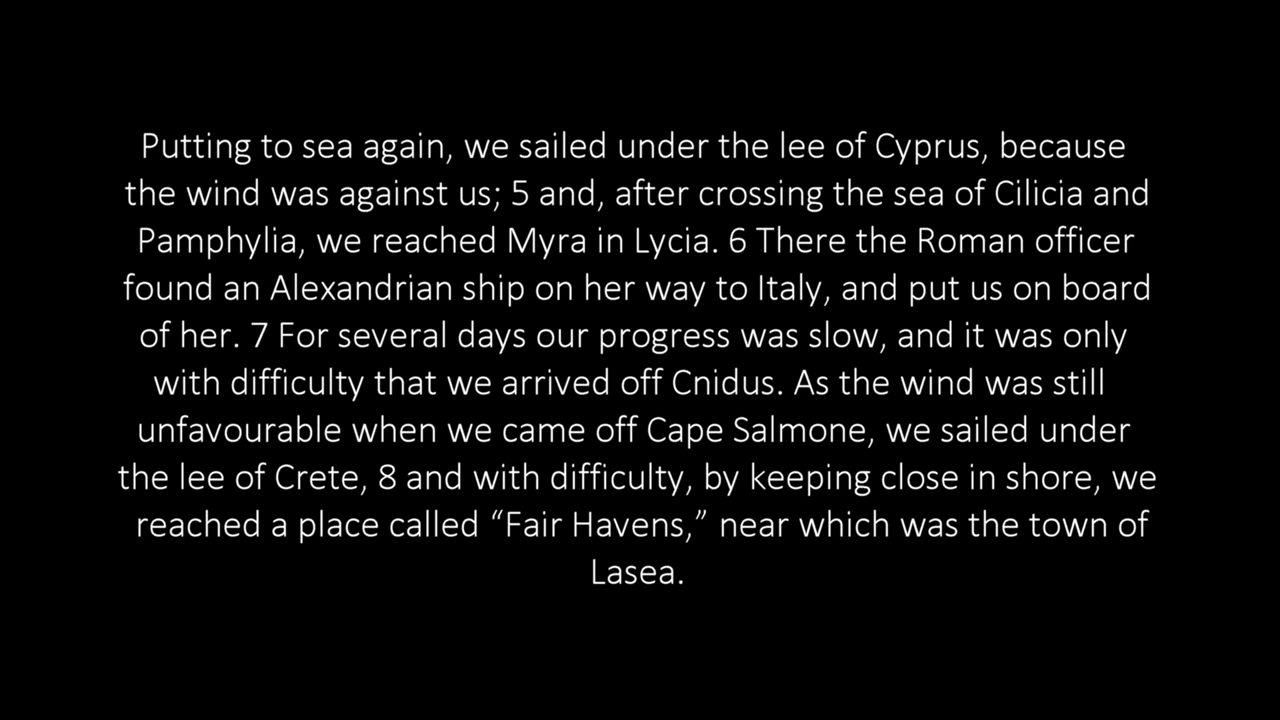 Putting to sea again, we sailed under the lee of Cyprus, because
the wind was against us; 5 and, after crossing the sea of Cilicia and
Pamphylia, we reached Myra in Lycia. 6 There the Roman officer
found an Alexandrian ship on her way to Italy, and put us on board
of her. 7 For several days our progress was slow, and it was only
with difficulty that we arrived off Cnidus. As the wind was still
unfavourable when we came off Cape Salmone, we sailed under
the lee of Crete, 8 and with difficulty, by keeping close in shore, we
reached a place called “Fair Havens,” near which was the town of
Lasea.